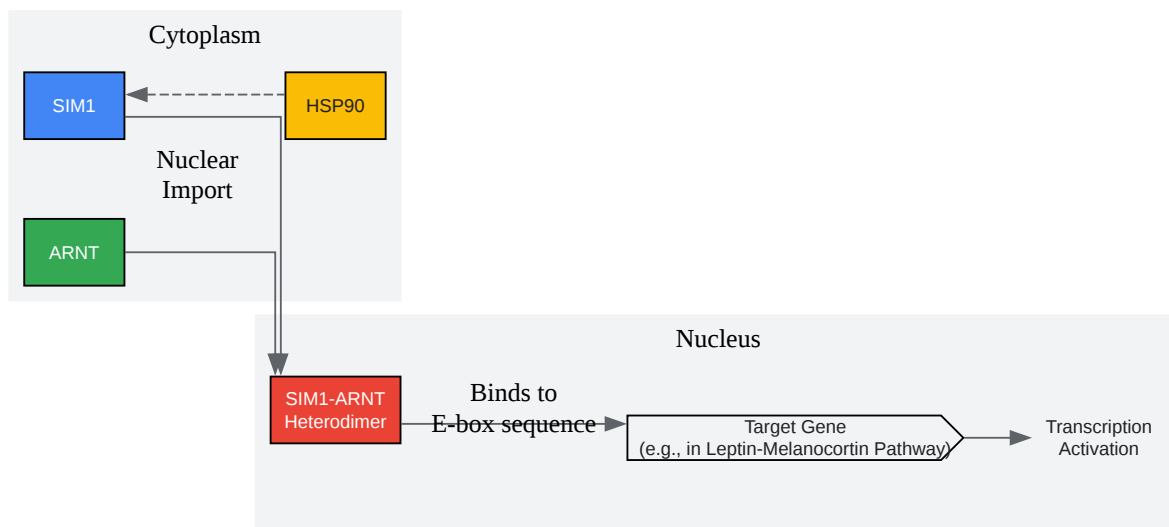 Cytoplasm
SIM1
HSP90
Nuclear
Import
ARNT
Nucleus
SIM1-ARNT
Heterodimer
Binds to
E-box sequence
Target Gene
(e.g., in Leptin-Melanocortin Pathway)
Transcription
Activation